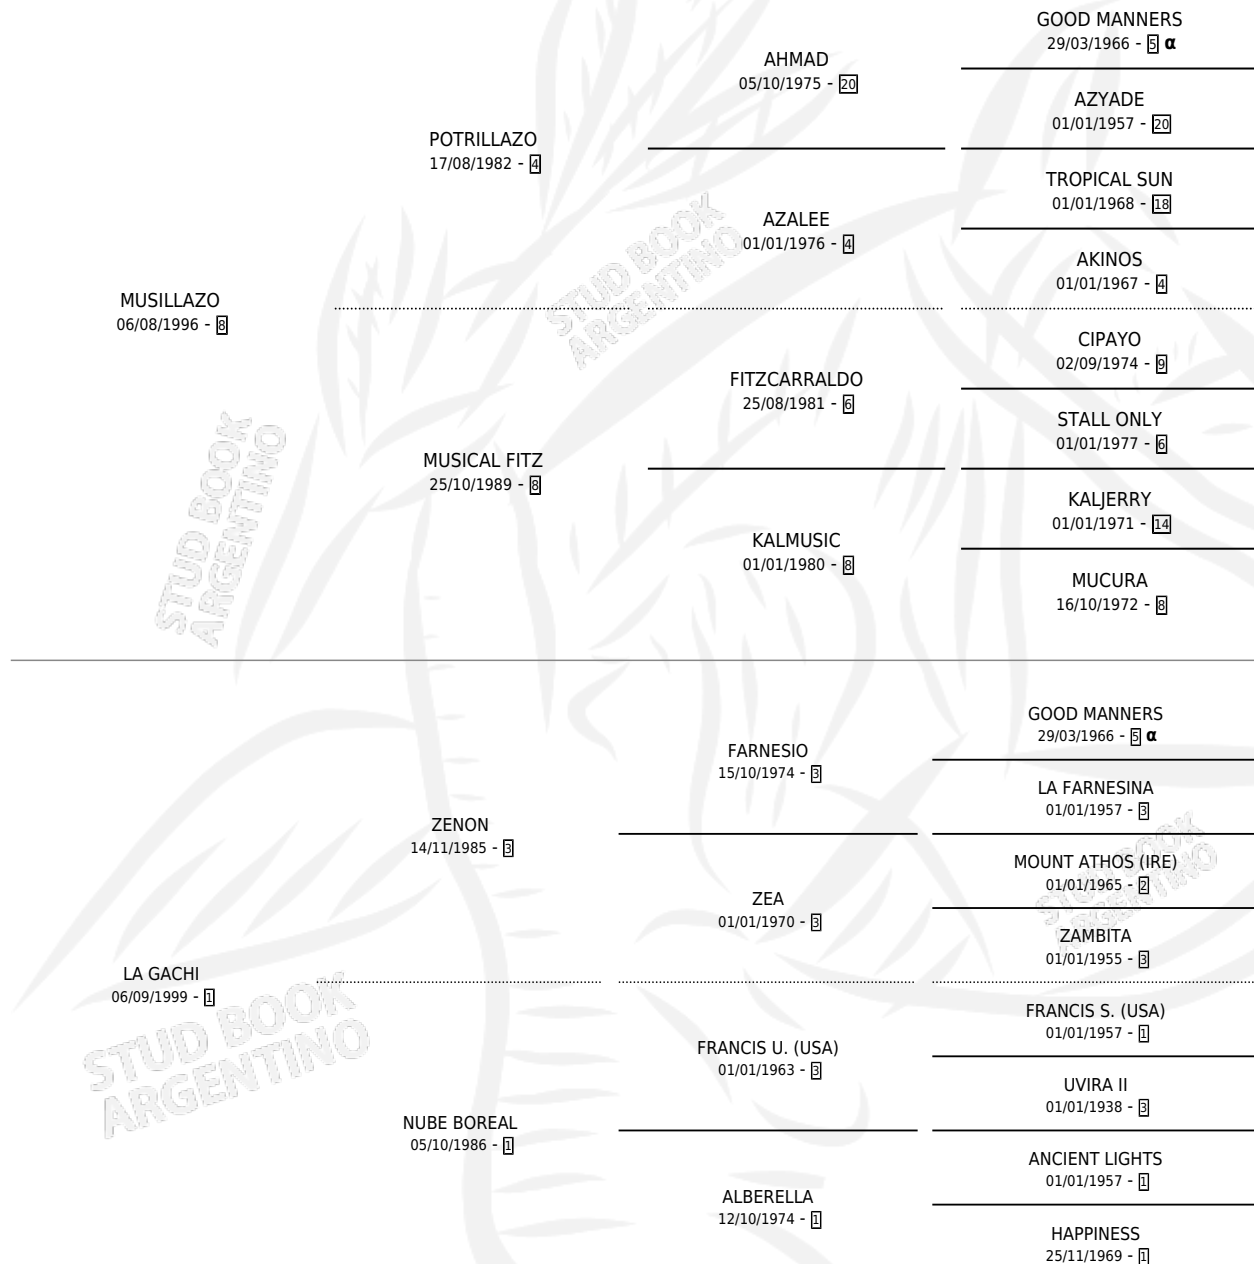 GOOD MANNERS
29/03/1966 - 5 α
AHMAD
05/10/1975 - 20
AZYADE
01/01/1957 - 20
POTRILLAZO
17/08/1982 - 4
TROPICAL SUN
01/01/1968 - 18
AZALEE
01/01/1976 - 4
AKINOS
01/01/1967 - 4
STUD BOOK
ARGENTINO
MUSILLAZO
06/08/1996 - 8
CIPAYO
02/09/1974 - 9
FITZCARRALDO
25/08/1981 - 6
STALL ONLY
01/01/1977 - 6
MUSICAL FITZ
25/10/1989 - 8
KALJERRY
01/01/1971 - 14
KALMUSIC
01/01/1980 - 8
MUCURA
16/10/1972 - 8
STUD BOOK
ARGENTINO
GOOD MANNERS
29/03/1966 - 5 α
FARNESIO
15/10/1974 - 3
LA FARNESINA
01/01/1957 - 3
ZENON
14/11/1985 - 3
MOUNT ATHOS (IRE)
01/01/1965 - 2
ZEA
01/01/1970 - 3
ZAMBITA
01/01/1955 - 3
STUD BOOK
ARGENTINO
LA GACHI
06/09/1999 - 1
FRANCIS S. (USA)
01/01/1957 - 1
FRANCIS U. (USA)
01/01/1963 - 3
UVIRA II
01/01/1938 - 3
STUD BOOK
ARGENTINO
NUBE BOREAL
05/10/1986 - 1
ANCIENT LIGHTS
01/01/1957 - 1
ALBERELLA
12/10/1974 - 1
HAPPINESS
25/11/1969 - 1